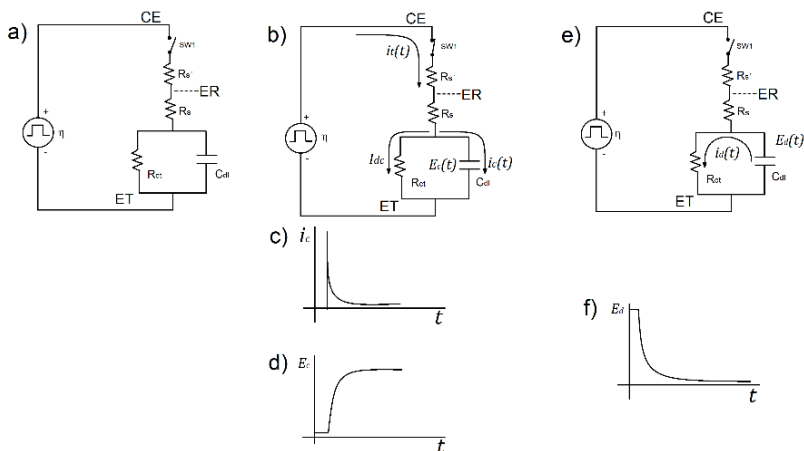 a)
CE
SW1
Rs'
ER
Rs
+
η
-
Rct
Cdl
ET
b)
CE
it(t)
SW1
Rs'
ER
Rs
+
η
-
Idc
Ec(t)
ic(t)
Rct
Cdl
ET
c)
ic
t
d)
Ec
t
e)
CE
SW1
Rs'
ER
Rs
+
η
-
Ed(t)
id(t)
Rct
Cdl
ET
f)
Ed
t